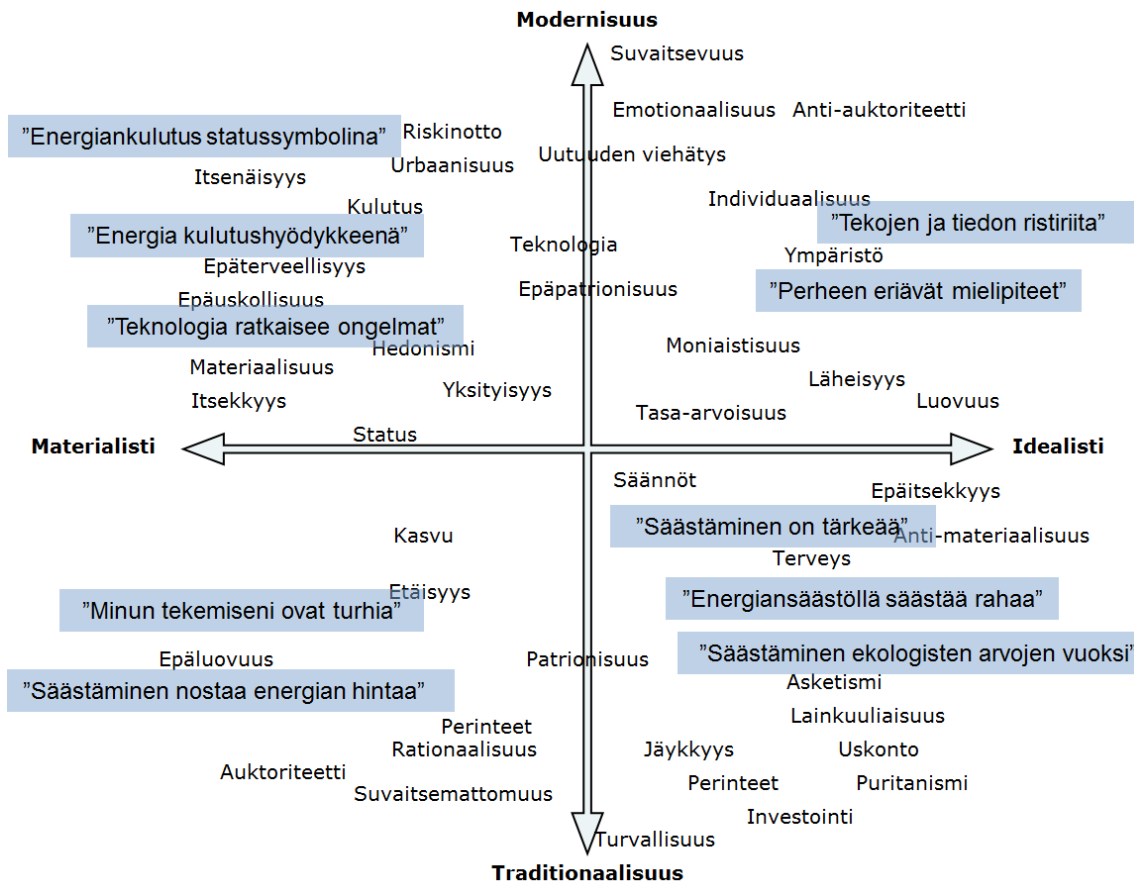 Modernisuus
Suvaitsevuus
Emotionaalisuus
Anti-auktoriteetti
”Energiankulutus statussymbolina”
Riskinotto
Uutuuden viehätys
Urbaanisuus
Itsenäisyys
Individuaalisuus
Kulutus
”Tekojen ja tiedon ristiriita”
”Energia kulutushyödykkeenä”
Teknologia
Ympäristö
Epäterveellisyys
Epäpatrionisuus
”Perheen eriävät mielipiteet”
Epäuskollisuus
”Teknologia ratkaisee ongelmat”
Hedonismi
Moniaistisuus
Materiaalisuus
Läheisyys
Yksityisyys
Itsekkyys
Luovuus
Tasa-arvoisuus
Status
Materialisti
Idealisti
Säännöt
Epäitsekkyys
”Säästäminen on tärkeää”
Anti-materiaalisuus
Kasvu
Terveys
Etäisyys
”Energiansäästöllä säästää rahaa”
”Minun tekemiseni ovat turhia”
”Säästäminen ekologisten arvojen vuoksi”
Epäluovuus
Patrionisuus
Asketismi
”Säästäminen nostaa energian hintaa”
Lainkuuliaisuus
Perinteet
Rationaalisuus
Jäykkyys
Uskonto
Auktoriteetti
Perinteet
Puritanismi
Suvaitsemattomuus
Investointi
Turvallisuus
Traditionaalisuus